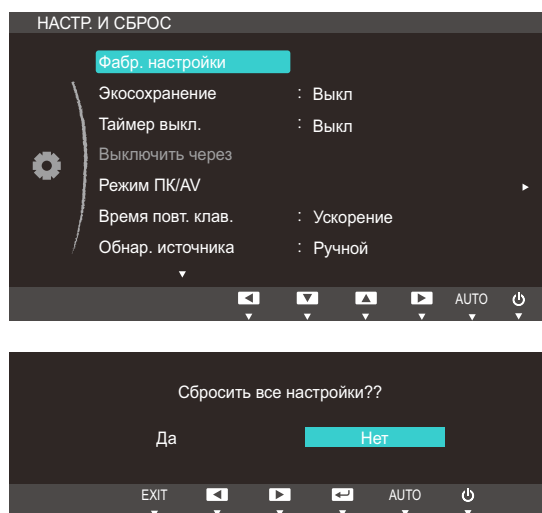 НАСТР. И СБРОС
Фабр. настройки
Экосохранение : Выкл
Таймер выкл. : Выкл
Выключить через
Режим ПК/AV
Время повт. клав. : Ускорение
Обнар. источника : Ручной
AUTO
Сбросить все настройки??
Да Нет
EXIT AUTO